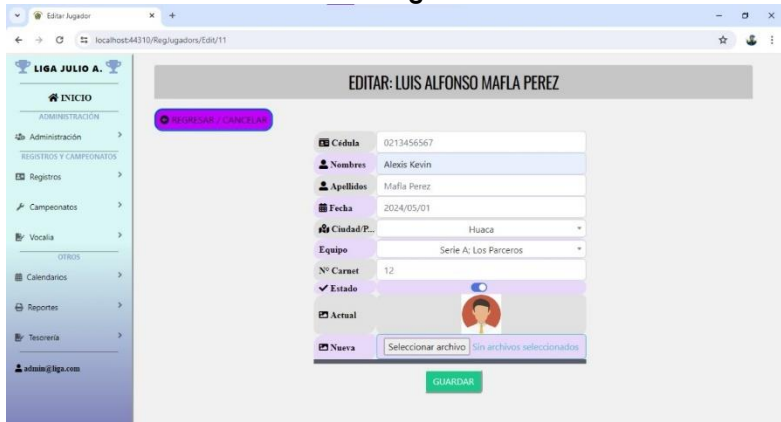 Editar Jugador
localhost:44310/RegJugadors/Edit/11
LIGA JULIO A.
INICIO
ADMINISTRACIÓN
Administración
REGISTROS Y CAMPEONATOS
Registros
Campeonatos
Vocalia
OTROS
Calendarios
Reportes
Tesorería
admin@liga.com
EDITAR: LUIS ALFONSO MAFLA PEREZ
REGRESAR / CANCELAR
Cédula 0213456567
Nombres Alexis Kevin
Apellidos Mafla Perez
Fecha 2024/05/01
Ciudad/P... Huaca
Equipo Serie A; Los Parceros
N° Carnet 12
Estado
Actual
Nueva Seleccionar archivo Sin archivos seleccionados
GUARDAR